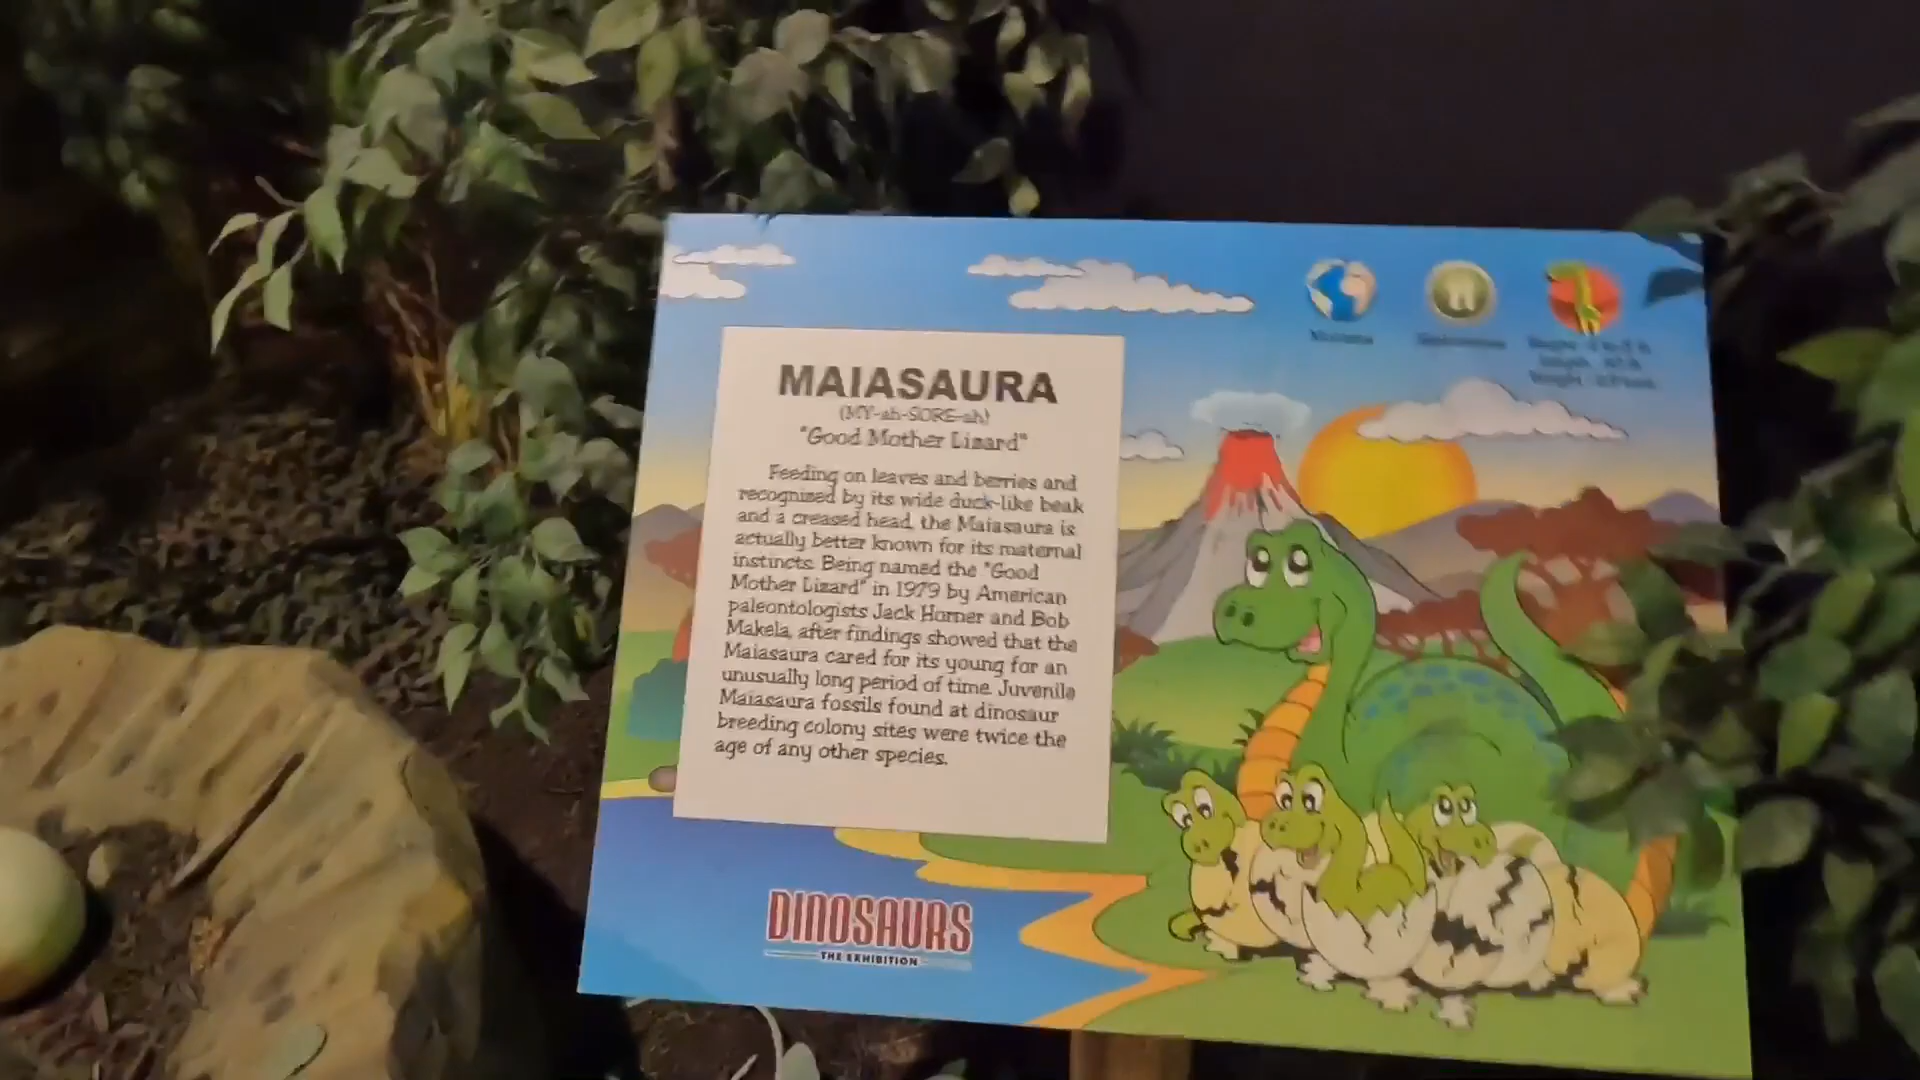 MAIASAURA
(MY-ah-SORE-ah)
"Good Mother Lizard"
Feeding on leaves and berries and
recognized by its wide duck-like beak
and a creased head, the Maiasaura is
actually better known for its maternal
instincts. Being named the "Good
Mother Lizard" in 1979 by American
paleontologists Jack Horner and Bob
Makela, after findings showed that the
Maiasaura cared for its young for an
unusually long period of time. Juvenile
Maiasaura fossils found at dinosaur
breeding colony sites were twice the
age of any other species.
Height
Length
Weight
DINOSAURS
THE EXHIBITION